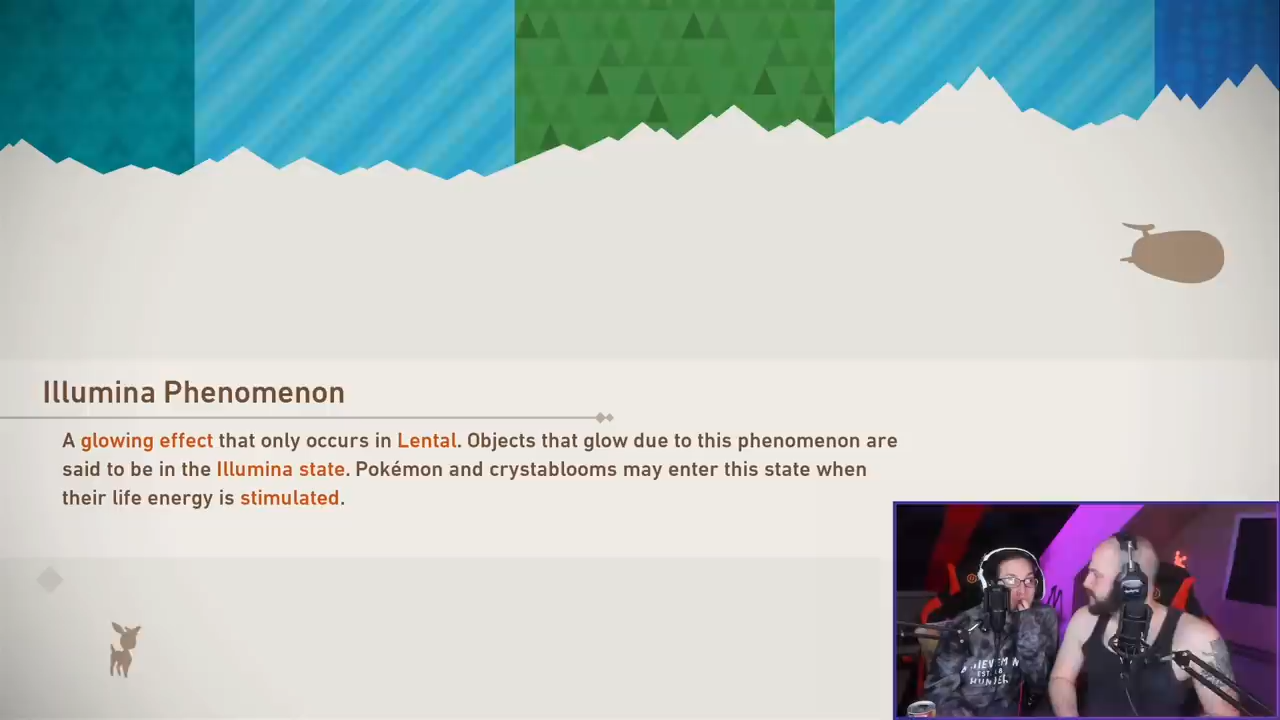 Illumina Phenomenon
A glowing effect that only occurs in Lental. Objects that glow due to this phenomenon are
said to be in the Illumina state. Pokémon and crystablooms may enter this state when
their life energy is stimulated.